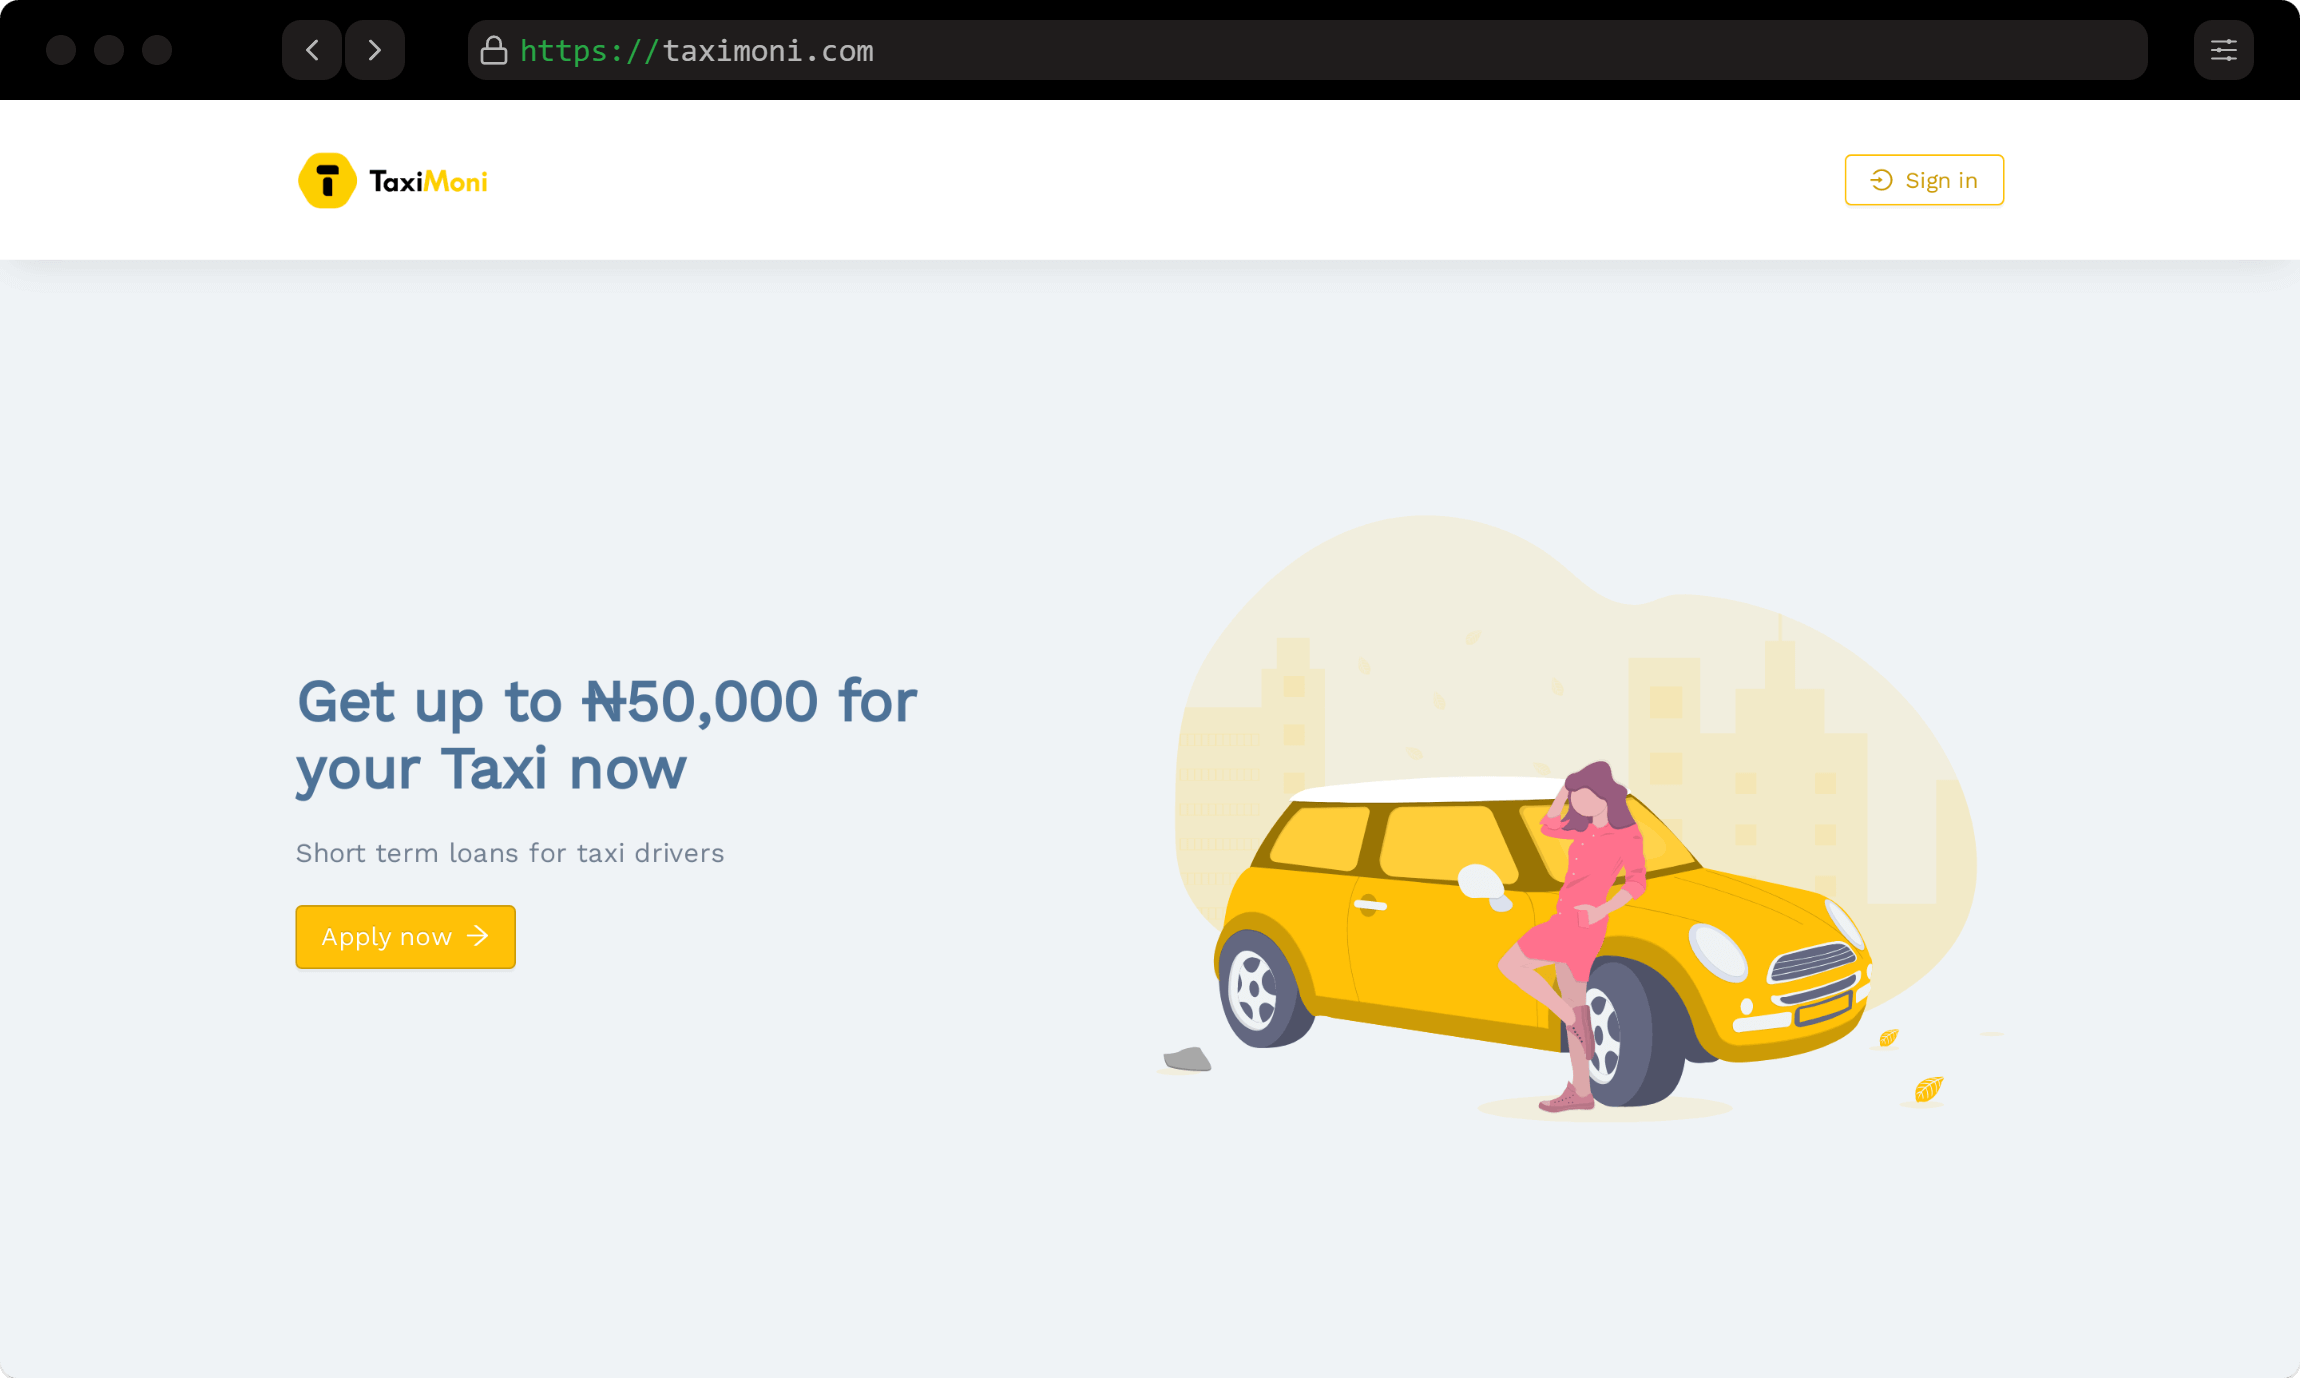 https://taximoni.com
TaxiMoni
Sign in
Get up to ₦50,000 for
your Taxi now
Short term loans for taxi drivers
Apply now